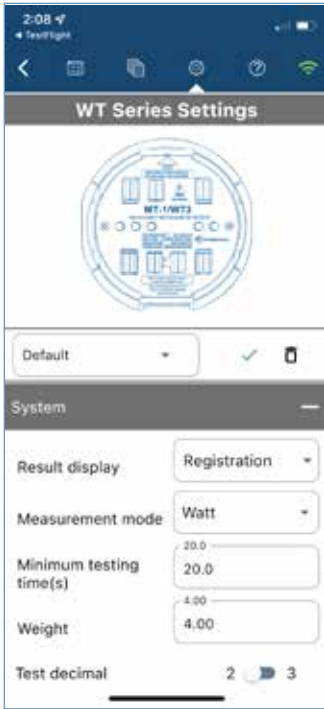 2:08
TestFlight
WT Series Settings
WT-1/WT3
Default
System
Result display
Registration
Measurement mode
Watt
Minimum testing
time(s)
20.0
20.0
Weight
4.00
4.00
Test decimal
2
3